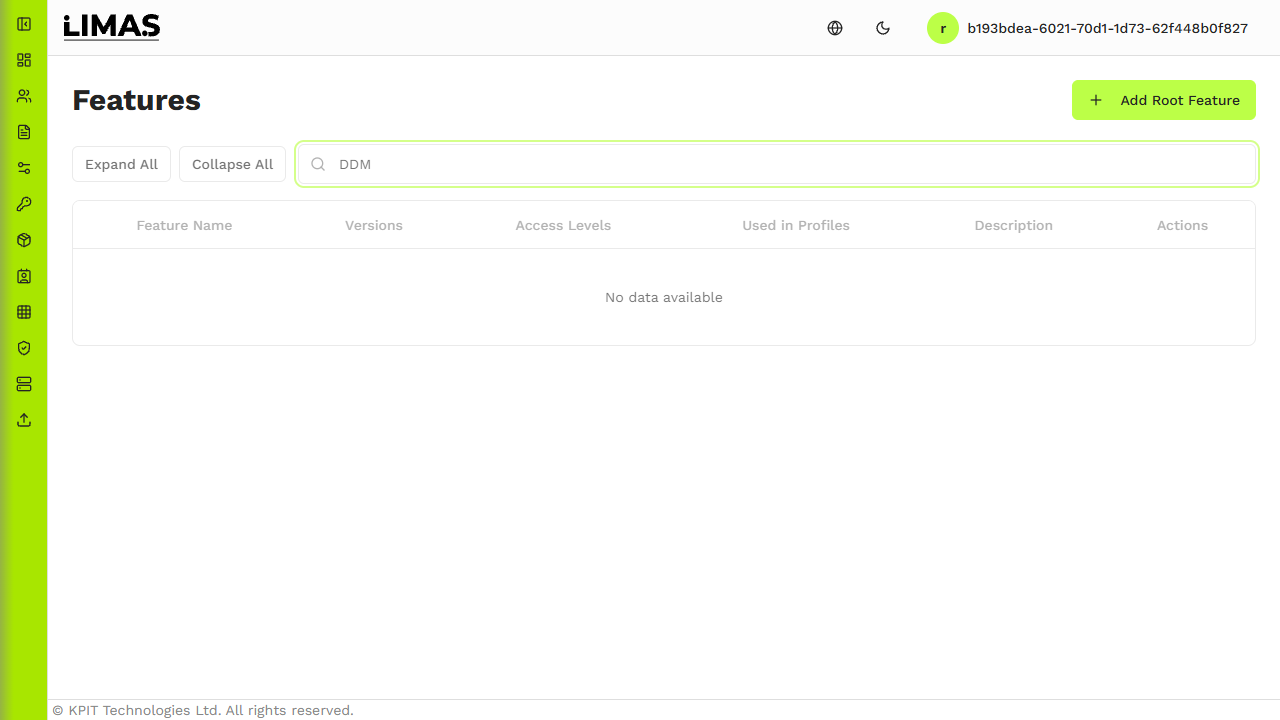 LIMAS
r
b193bdea-6021-70d1-1d73-62f448b0f827
Features
Add Root Feature
Expand All
Collapse All
DDM
Feature Name
Versions
Access Levels
Used in Profiles
Description
Actions
No data available
© KPIT Technologies Ltd. All rights reserved.